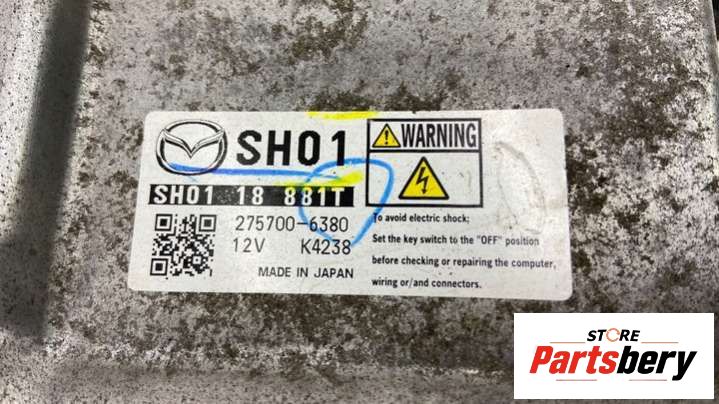 SH01
WARNING
SH01 18 881T
275700-6380
12V K4238
MADE IN JAPAN
To avoid electric shock;
Set the key switch to the "OFF" position
before checking or repairing the computer,
wiring or/and connectors.
STORE
Partsbery